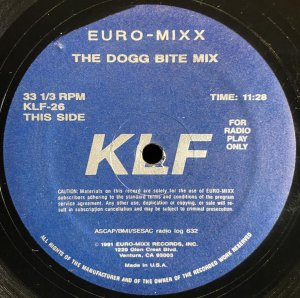 EURO-MIXX
THE DOGG BITE MIX
33 1/3 RPM
KLF-26
THIS SIDE
TIME: 11:28
FOR
RADIO
PLAY
ONLY
KLF
CAUTION: Materials on this record are solely for the use of EURO-MIXX
subscribers adhering to the standard terms and conditions of the program
service agreement. Any other use, duplication, copying, or sale will re-
sult in cancellation and may be subject to criminal prosecution.
ASCAP/BMI/SESAC radio log 632
© 1991 EURO-MIXX RECORDS, INC.
1220 Glen Crest Blvd.
Ventura, CA 93003
Made in U.S.A.
ALL RIGHTS OF THE MANUFACTURER AND OF THE OWNER OF THE RECORDED WORK RESERVED